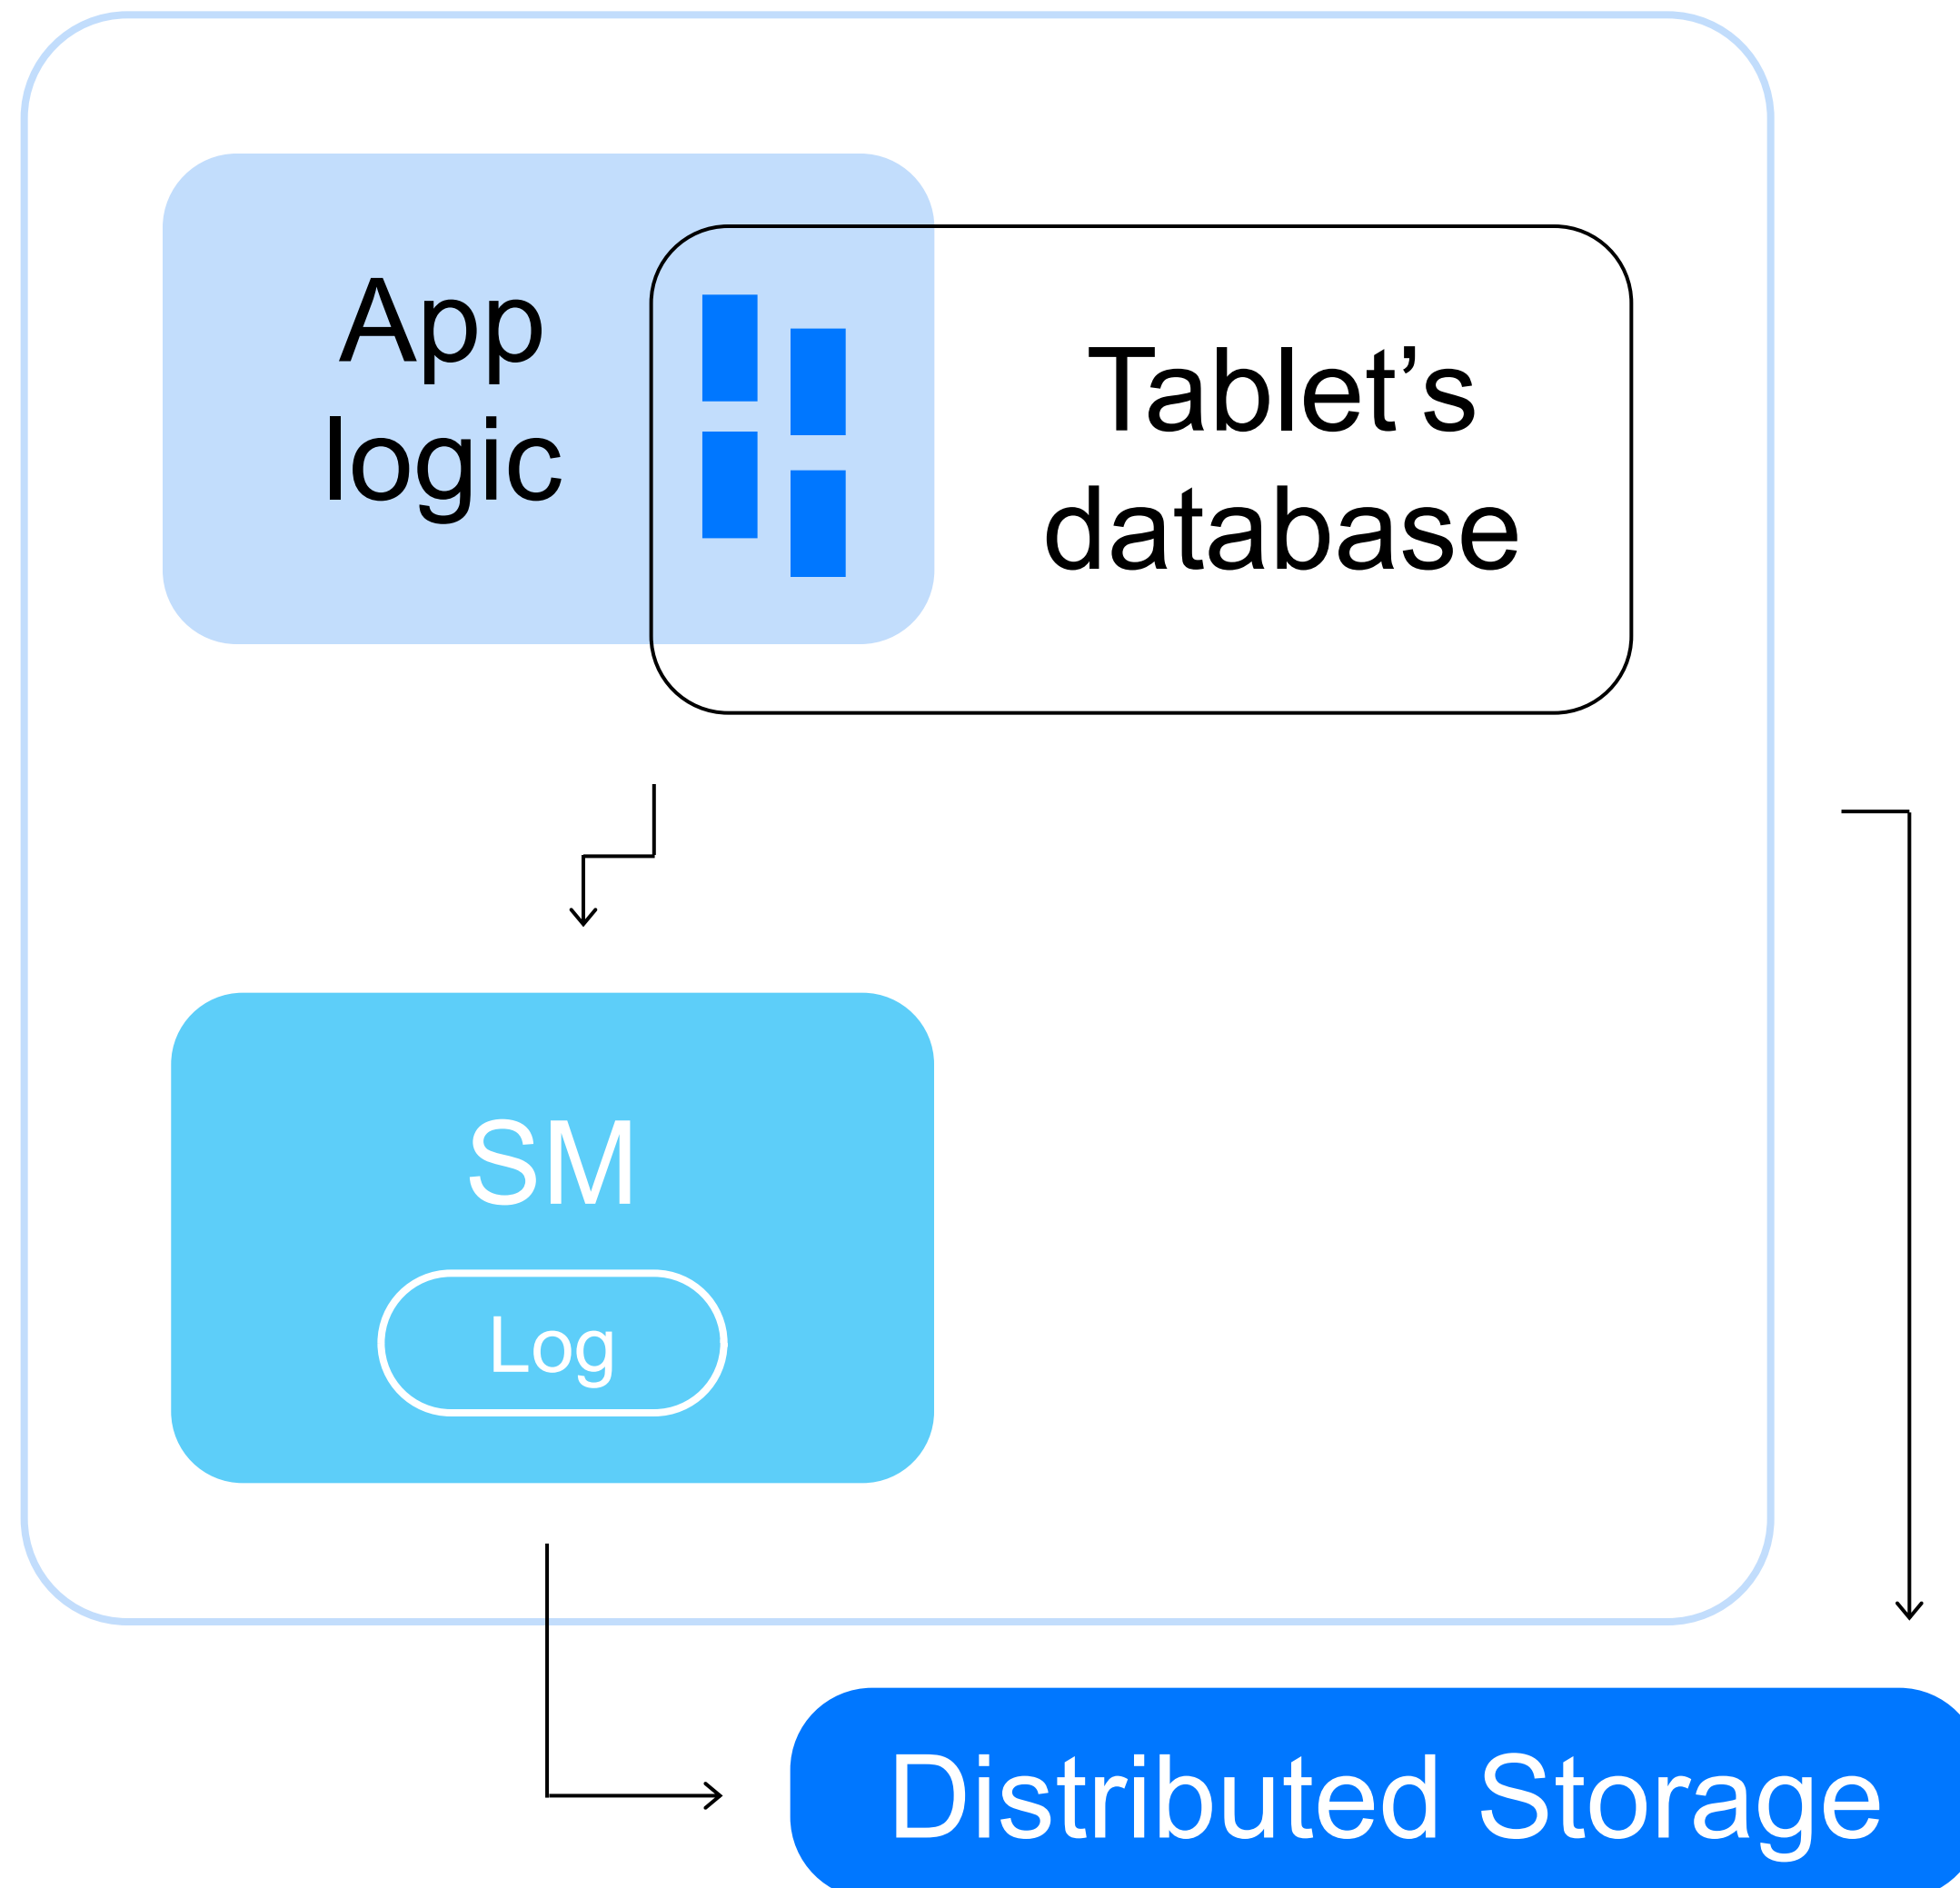 App
logic
Tablet’s
database
SM
Log
Distributed Storage